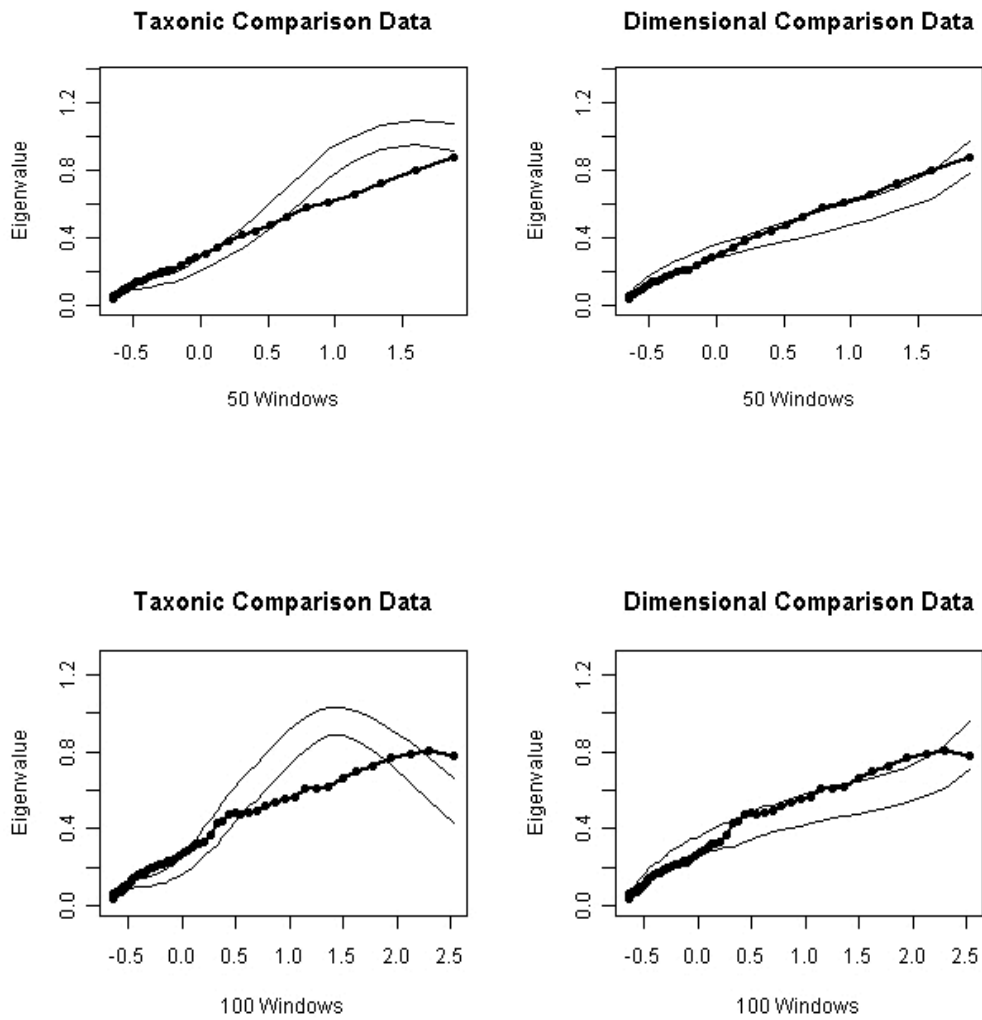 Taxonic Comparison Data
Dimensional Comparison Data
Eigenvalue
0.0 0.4 0.8 1.2
-0.5 0.0 0.5 1.0 1.5
50 Windows
Eigenvalue
0.0 0.4 0.8 1.2
-0.5 0.0 0.5 1.0 1.5
50 Windows
Taxonic Comparison Data
Dimensional Comparison Data
Eigenvalue
0.0 0.4 0.8 1.2
-0.5 0.0 0.5 1.0 1.5 2.0 2.5
100 Windows
Eigenvalue
0.0 0.4 0.8 1.2
-0.5 0.0 0.5 1.0 1.5 2.0 2.5
100 Windows